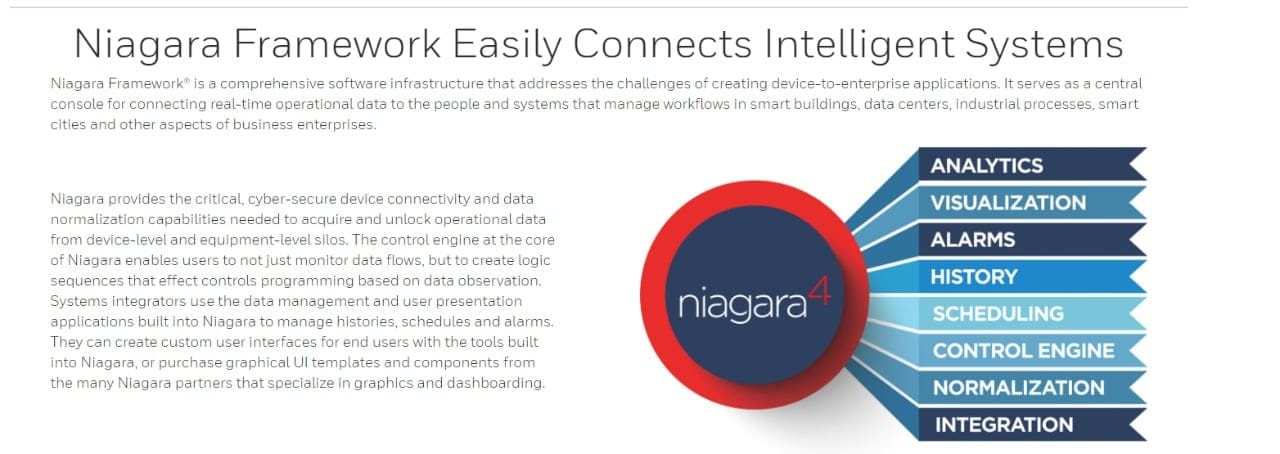 Niagara Framework Easily Connects Intelligent Systems
Niagara Framework® is a comprehensive software infrastructure that addresses the challenges of creating device-to-enterprise applications. It serves as a central
console for connecting real-time operational data to the people and systems that manage workflows in smart buildings, data centers, industrial processes, smart
cities and other aspects of business enterprises.
Niagara provides the critical, cyber-secure device connectivity and data
normalization capabilities needed to acquire and unlock operational data
from device-level and equipment-level silos. The control engine at the core
of Niagara enables users to not just monitor data flows, but to create logic
sequences that effect controls programming based on data observation.
Systems integrators use the data management and user presentation
applications built into Niagara to manage histories, schedules and alarms.
They can create custom user interfaces for end users with the tools built
into Niagara, or purchase graphical UI templates and components from
the many Niagara partners that specialize in graphics and dashboarding.
niagara4
ANALYTICS
VISUALIZATION
ALARMS
HISTORY
SCHEDULING
CONTROL ENGINE
NORMALIZATION
INTEGRATION